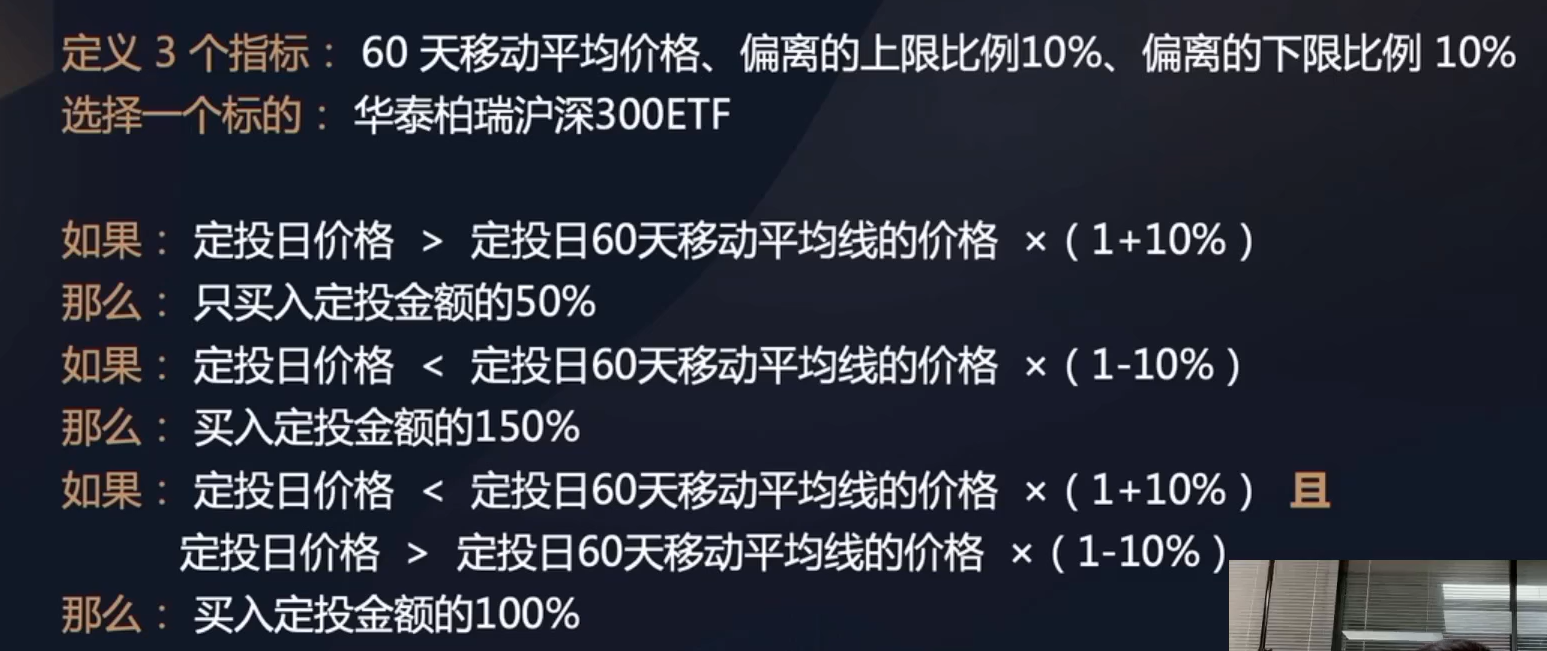 定义 3 个指标： 60 天移动平均价格、偏离的上限比例10%、偏离的下限比例 10%
选择一个标的： 华泰柏瑞沪深300ETF
如果： 定投日价格 > 定投日60天移动平均线的价格 ×（1+10%）
那么： 只买入定投金额的50%
如果： 定投日价格 < 定投日60天移动平均线的价格 ×（1-10%）
那么： 买入定投金额的150%
如果： 定投日价格 < 定投日60天移动平均线的价格 ×（1+10%） 且
定投日价格 > 定投日60天移动平均线的价格 ×（1-10%）
那么： 买入定投金额的100%